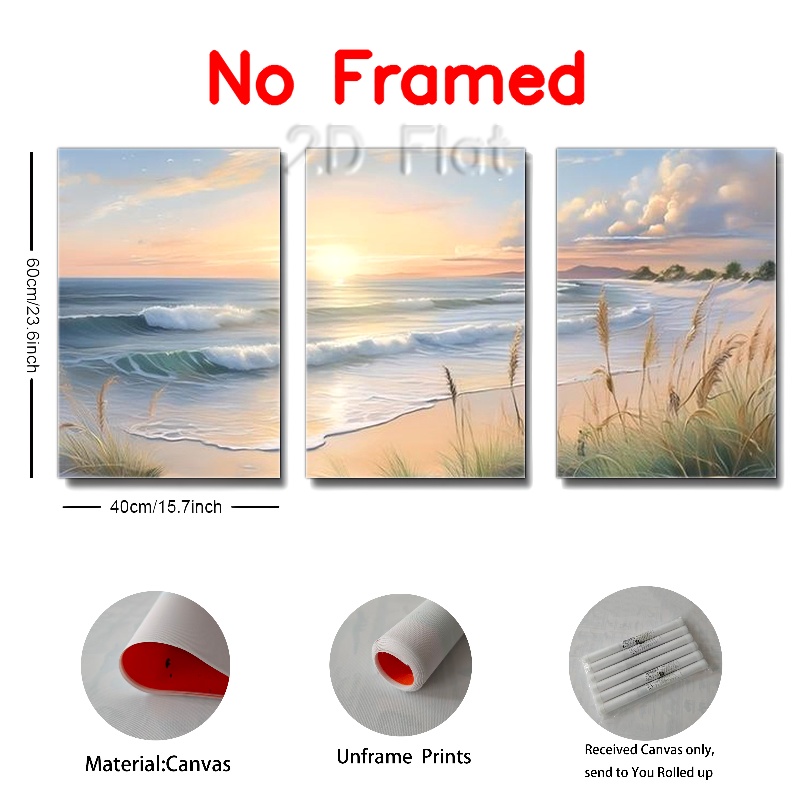 No Framed
2D Flat
60cm/23.6inch
40cm/15.7inch
Material:Canvas
Unframe Prints
Received Canvas only,
send to You Rolled up